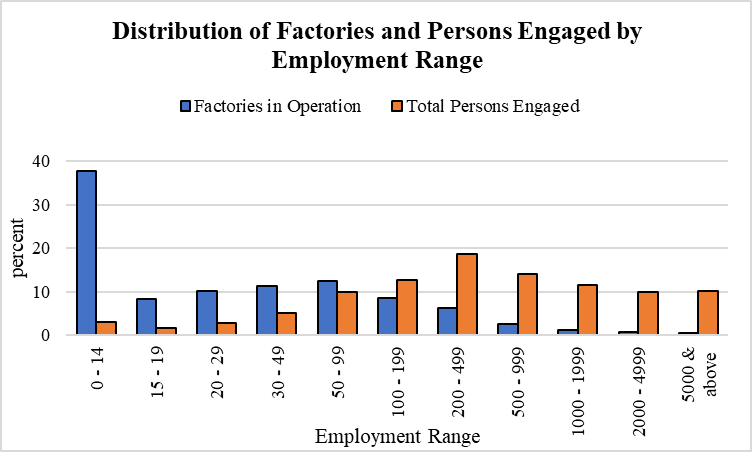 Distribution of Factories and Persons Engaged by
Employment Range
Factories in Operation
Total Persons Engaged
percent
40
30
20
10
0
0 - 14
15 - 19
20 - 29
30 - 49
50 - 99
100 - 199
200 - 499
500 - 999
1000 - 1999
2000 - 4999
5000 &
above
Employment Range